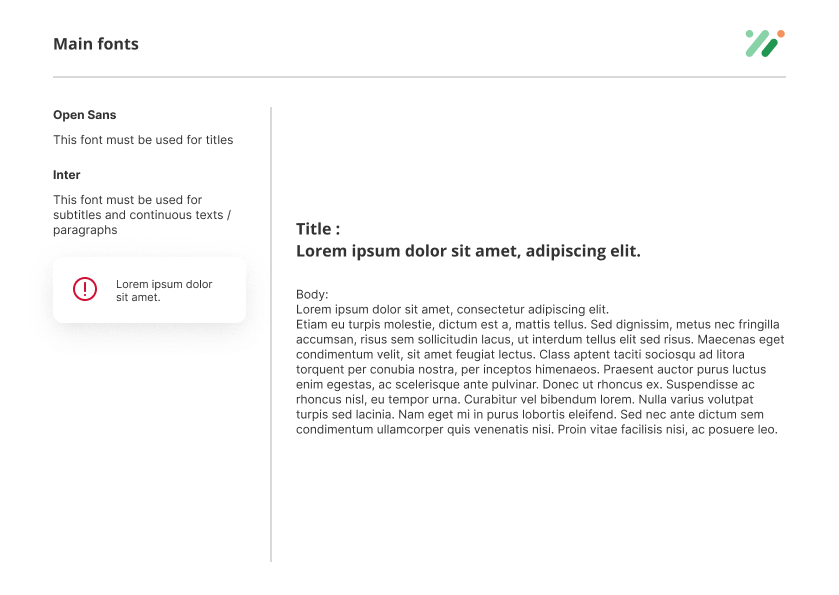 Main fonts
Open Sans
This font must be used for titles
Inter
This font must be used for
subtitles and continuous texts /
paragraphs
Lorem ipsum dolor
sit amet.
Title :
Lorem ipsum dolor sit amet, adipiscing elit.
Body:
Lorem ipsum dolor sit amet, consectetur adipiscing elit.
Etiam eu turpis molestie, dictum est a, mattis tellus. Sed dignissim, metus nec fringilla
accumsan, risus sem sollicitudin lacus, ut interdum tellus elit sed risus. Maecenas eget
condimentum velit, sit amet feugiat lectus. Class aptent taciti sociosqu ad litora
torquent per conubia nostra, per inceptos himenaeos. Praesent auctor purus luctus
enim egestas, ac scelerisque ante pulvinar. Donec ut rhoncus ex. Suspendisse ac
rhoncus nisl, eu tempor urna. Curabitur vel bibendum lorem. Nulla varius volutpat
turpis sed lacinia. Nam eget mi in purus lobortis eleifend. Sed nec ante dictum sem
condimentum ullamcorper quis venenatis nisi. Proin vitae facilisis nisi, ac posuere leo.